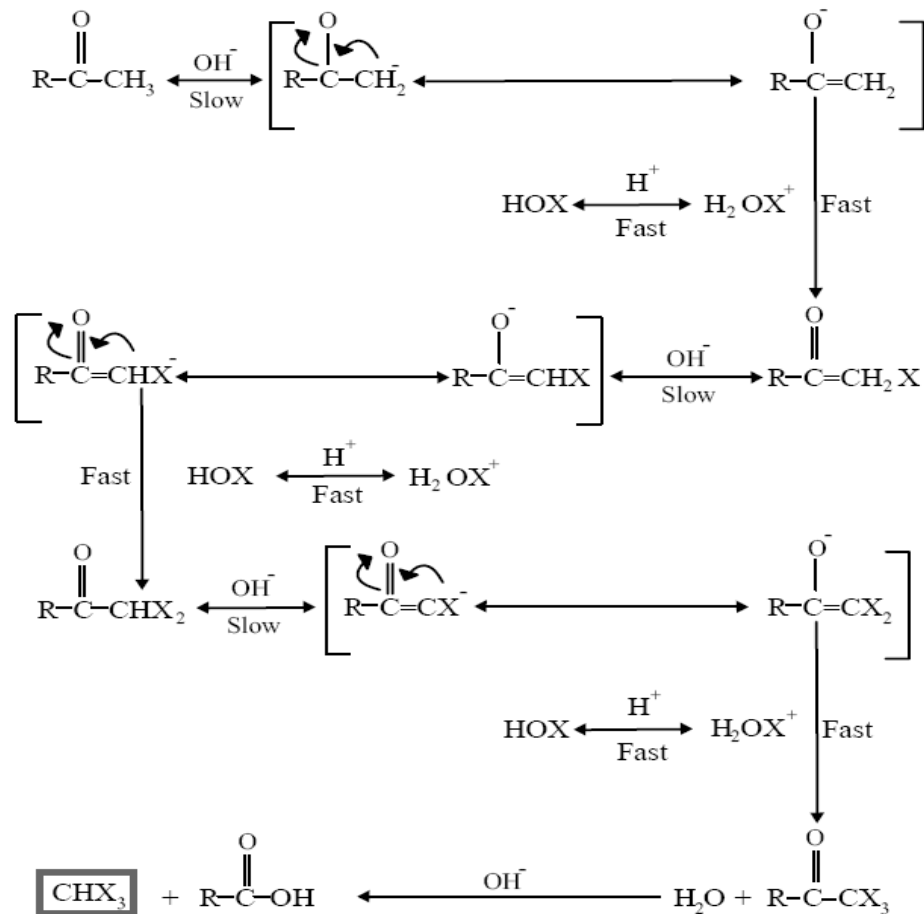 O O O⁻
R–C–CH₃ OH⁻ Slow R–C–CH₂⁻ R–C=CH₂
HOX H⁺ Fast H₂OX⁺ Fast
O O⁻ O
R–C=CHX⁻ R–C=CHX OH⁻ Slow R–C=CH₂X
Fast HOX H⁺ Fast H₂OX⁺
O O O⁻
R–C–CHX₂ OH⁻ Slow R–C=CX⁻ R–C=CX₂
HOX H⁺ Fast H₂OX⁺ Fast
O O
CHX₃ + R–C–OH OH⁻ H₂O + R–C–CX₃